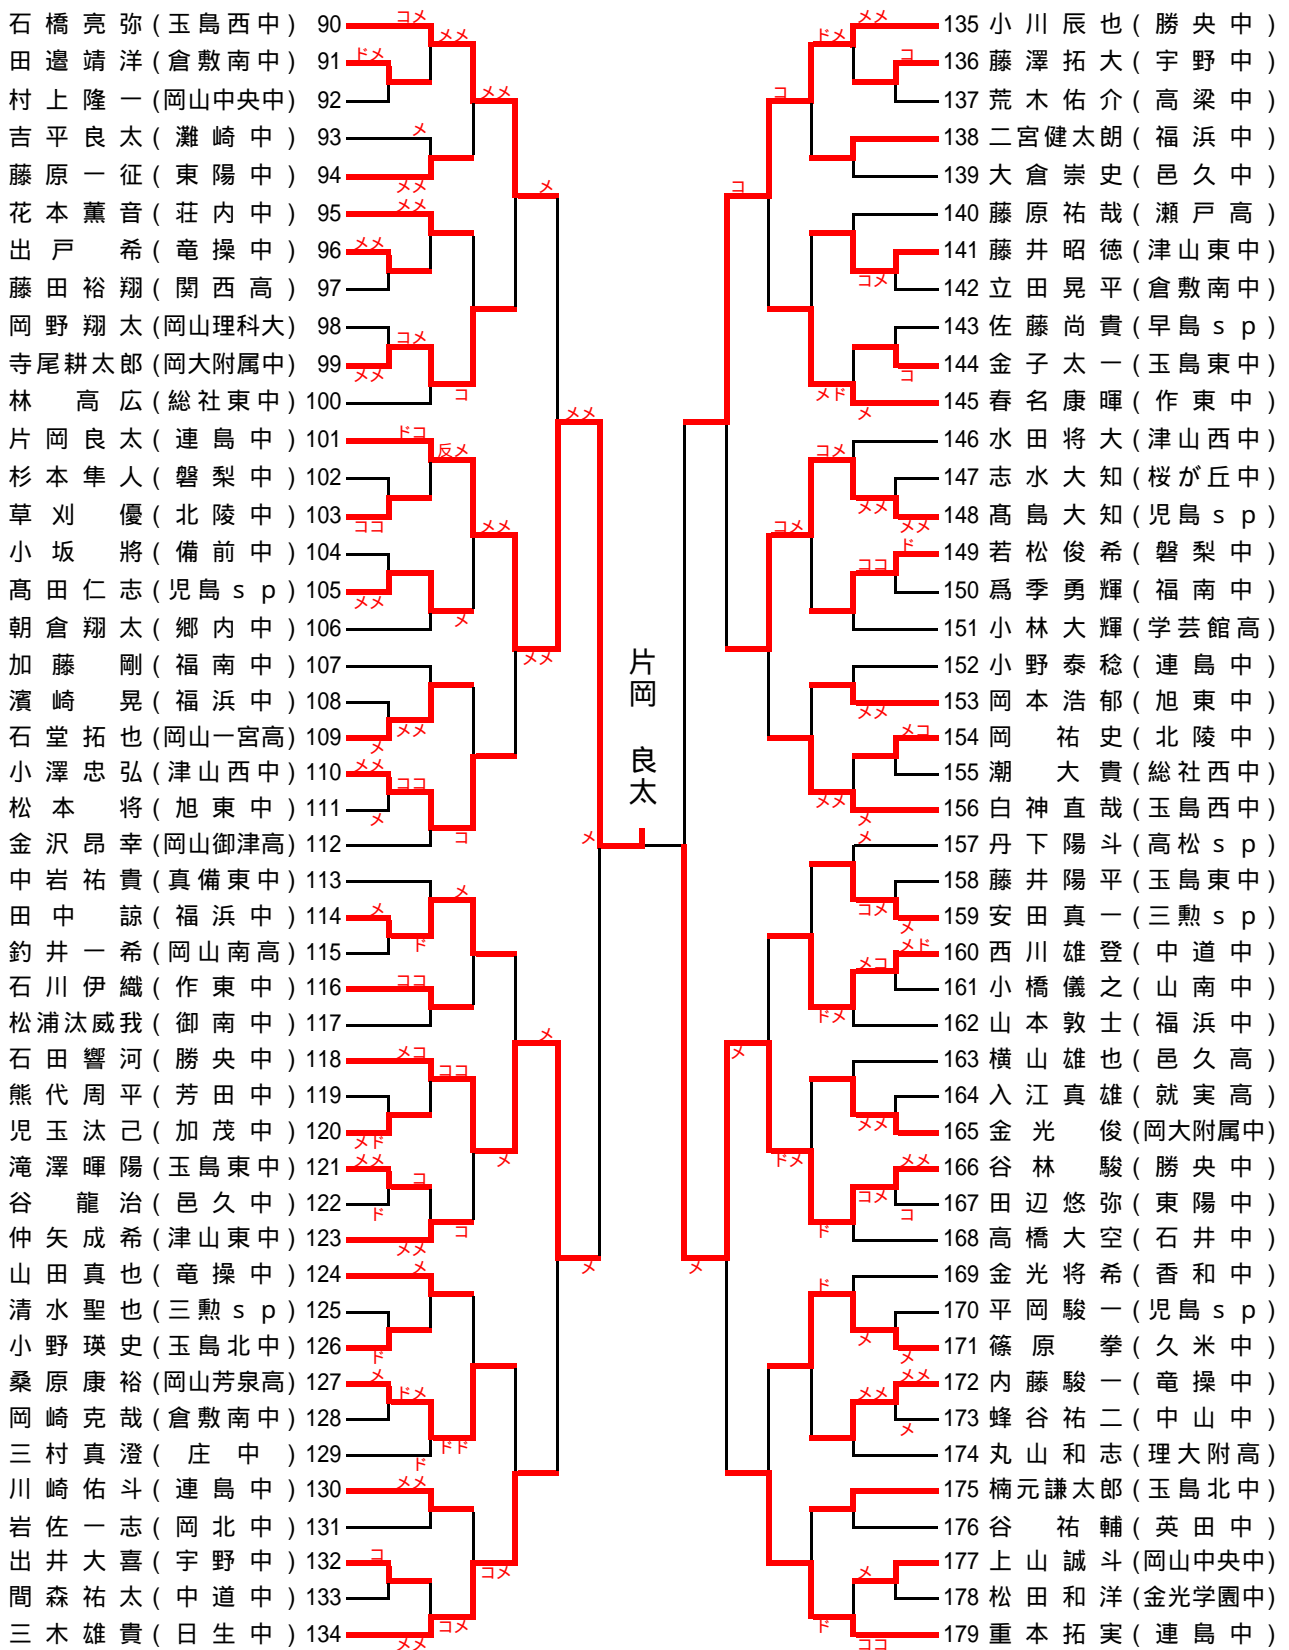 石橋亮弥(玉島西中) 90
田邉靖洋(倉敷南中) 91
村上隆一(岡山中央中) 92
吉平良太(灘崎中) 93
藤原一征(東陽中) 94
花本薫音(荘内中) 95
出戸希(竜操中) 96
藤田裕翔(関西高) 97
岡野翔太(岡山理科大) 98
寺尾耕太郎(岡大附属中) 99
林高広(総社東中) 100
片岡良太(連島中) 101
杉本隼人(磐梨中) 102
草刈優(北陵中) 103
小坂將(備前中) 104
髙田仁志(児島sp) 105
朝倉翔太(郷内中) 106
加藤剛(福南中) 107
濱崎晃(福浜中) 108
石堂拓也(岡山一宮高) 109
小澤忠弘(津山西中) 110
松本将(旭東中) 111
金沢昂幸(岡山御津高) 112
中岩祐貴(真備東中) 113
田中諒(福浜中) 114
釣井一希(岡山南高) 115
石川伊織(作東中) 116
松浦汰威我(御南中) 117
石田響河(勝央中) 118
熊代周平(芳田中) 119
児玉汰己(加茂中) 120
滝澤暉陽(玉島東中) 121
谷龍治(邑久中) 122
仲矢成希(津山東中) 123
山田真也(竜操中) 124
清水聖也(三勲sp) 125
小野瑛史(玉島北中) 126
桑原康裕(岡山芳泉高) 127
岡崎克哉(倉敷南中) 128
三村真澄(庄中) 129
川崎佑斗(連島中) 130
岩佐一志(岡北中) 131
出井大喜(宇野中) 132
間森祐太(中道中) 133
三木雄貴(日生中) 134
片岡 良太
135 小川辰也(勝央中)
136 藤澤拓大(宇野中)
137 荒木佑介(高梁中)
138 二宮健太朗(福浜中)
139 大倉崇史(邑久中)
140 藤原祐哉(瀬戸高)
141 藤井昭徳(津山東中)
142 立田晃平(倉敷南中)
143 佐藤尚貴(早島sp)
144 金子太一(玉島東中)
145 春名康暉(作東中)
146 水田将大(津山西中)
147 志水大知(桜が丘中)
148 髙島大知(児島sp)
149 若松俊希(磐梨中)
150 爲季勇輝(福南中)
151 小林大輝(学芸館高)
152 小野泰稔(連島中)
153 岡本浩郁(旭東中)
154 岡祐史(北陵中)
155 潮大貴(総社西中)
156 白神直哉(玉島西中)
157 丹下陽斗(高松sp)
158 藤井陽平(玉島東中)
159 安田真一(三勲sp)
160 西川雄登(中道中)
161 小橋儀之(山南中)
162 山本敦士(福浜中)
163 横山雄也(邑久高)
164 入江真雄(就実高)
165 金光俊(岡大附属中)
166 谷林駿(勝央中)
167 田辺悠弥(東陽中)
168 高橋大空(石井中)
169 金光将希(香和中)
170 平岡駿一(児島sp)
171 篠原拳(久米中)
172 内藤駿一(竜操中)
173 蜂谷祐二(中山中)
174 丸山和志(理大附高)
175 楠元謙太郎(玉島北中)
176 谷祐輔(英田中)
177 上山誠斗(岡山中央中)
178 松田和洋(金光学園中)
179 重本拓実(連島中)